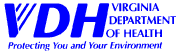 VDH VIRGINIA
DEPARTMENT
OF HEALTH
Protecting You and Your Environment